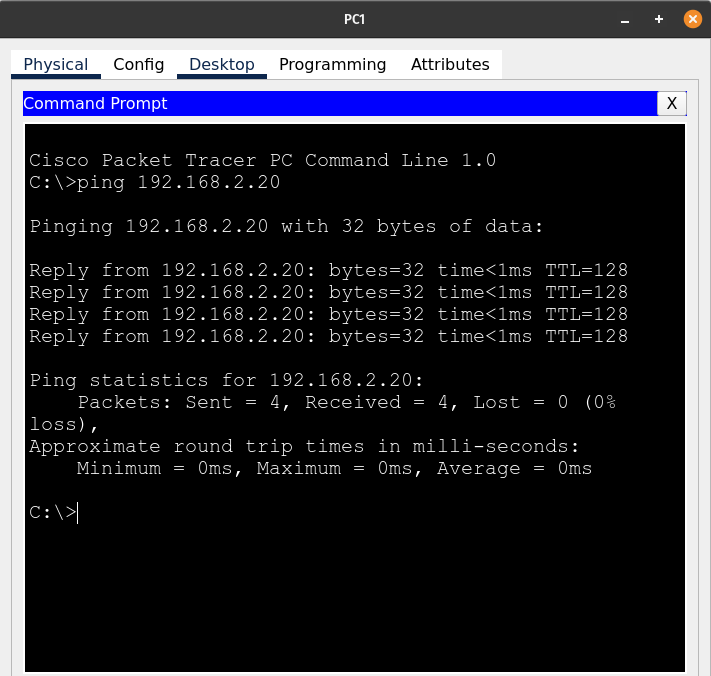 PC1
Physical Config Desktop Programming Attributes
Command Prompt X
Cisco Packet Tracer PC Command Line 1.0
C:\>ping 192.168.2.20
Pinging 192.168.2.20 with 32 bytes of data:
Reply from 192.168.2.20: bytes=32 time<1ms TTL=128
Reply from 192.168.2.20: bytes=32 time<1ms TTL=128
Reply from 192.168.2.20: bytes=32 time<1ms TTL=128
Reply from 192.168.2.20: bytes=32 time<1ms TTL=128
Ping statistics for 192.168.2.20:
Packets: Sent = 4, Received = 4, Lost = 0 (0%
loss),
Approximate round trip times in milli-seconds:
Minimum = 0ms, Maximum = 0ms, Average = 0ms
C:\>